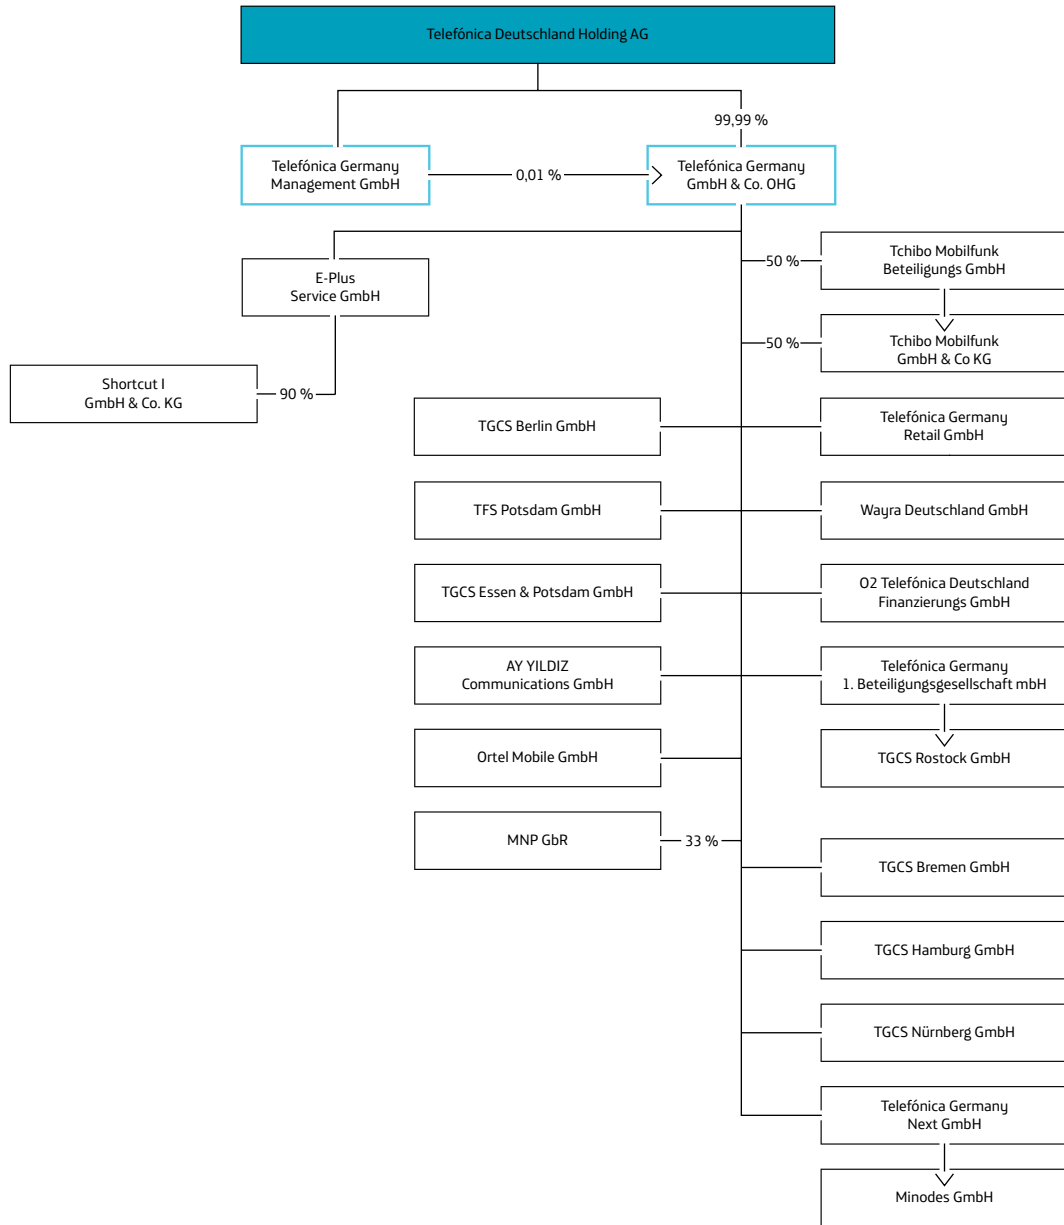 Telefónica Deutschland Holding AG
99,99 %
Telefónica Germany
Management GmbH
0,01 %
Telefónica Germany
GmbH & Co. OHG
E-Plus
Service GmbH
50 %
Tchibo Mobilfunk
Beteiligungs GmbH
50 %
Tchibo Mobilfunk
GmbH & Co KG
Shortcut I
GmbH & Co. KG
90 %
TGCS Berlin GmbH
Telefónica Germany
Retail GmbH
TFS Potsdam GmbH
Wayra Deutschland GmbH
TGCS Essen & Potsdam GmbH
O2 Telefónica Deutschland
Finanzierungs GmbH
AY YILDIZ
Communications GmbH
Telefónica Germany
1. Beteiligungsgesellschaft mbH
Ortel Mobile GmbH
TGCS Rostock GmbH
MNP GbR
33 %
TGCS Bremen GmbH
TGCS Hamburg GmbH
TGCS Nürnberg GmbH
Telefónica Germany
Next GmbH
Minodes GmbH